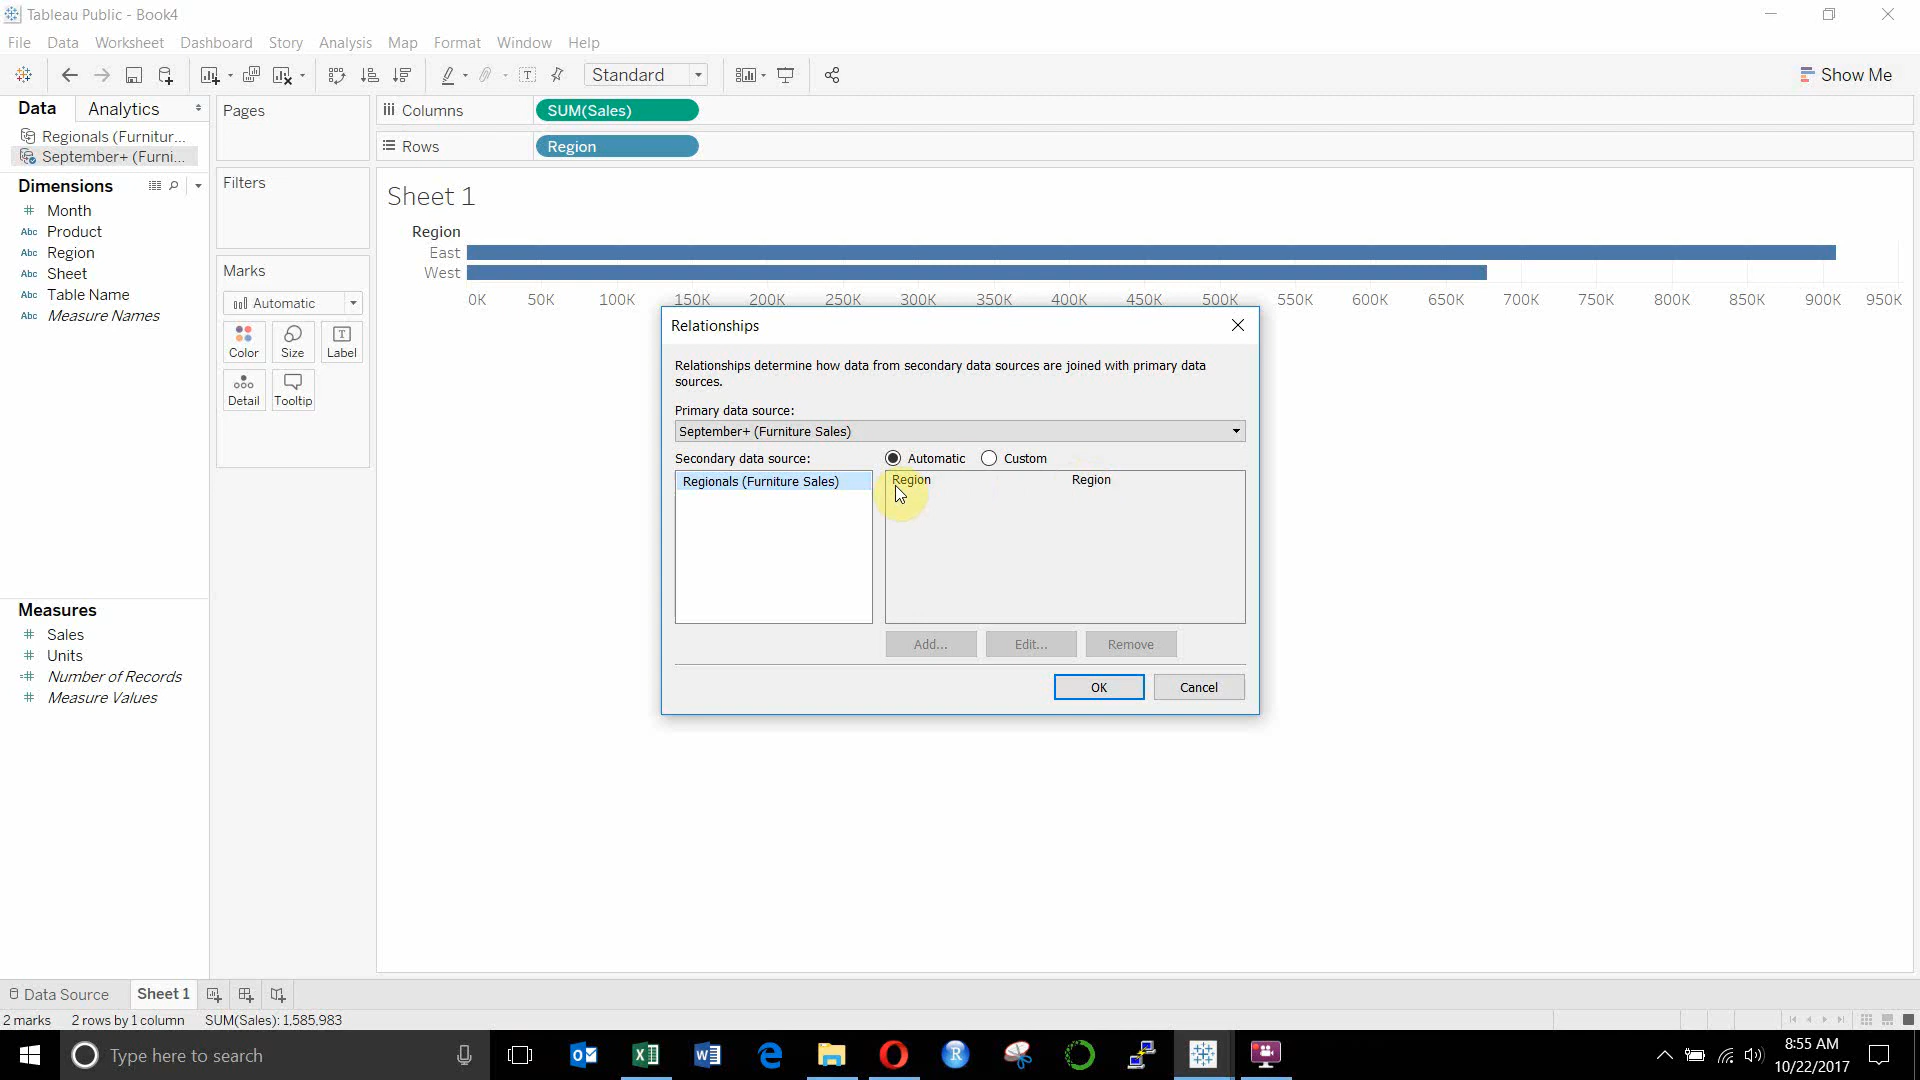 Tableau Public - Book4
File Data Worksheet Dashboard Story Analysis Map Format Window Help
Standard
Show Me
Data Analytics
Regionals (Furnitur...
September+ (Furni...
Dimensions
Abc Month
Abc Product
Abc Region
Abc Sheet
Abc Table Name
Abc Measure Names
Measures
Sales
Units
Number of Records
Measure Values
Pages
Filters
Marks
Automatic
Color Size Label
Detail Tooltip
Columns SUM(Sales)
Rows Region
Sheet 1
Region
East
West
0K 50K 100K 150K 200K 250K 300K 350K 400K 450K 500K 550K 600K 650K 700K 750K 800K 850K 900K 950K
Relationships
Relationships determine how data from secondary data sources are joined with primary data
sources.
Primary data source:
September+ (Furniture Sales)
Secondary data source: Automatic Custom
Regionals (Furniture Sales) Region Region
Add... Edit... Remove
OK Cancel
Data Source Sheet 1
2 marks 2 rows by 1 column SUM(Sales): 1,585,983
Type here to search
8:55 AM
10/22/2017